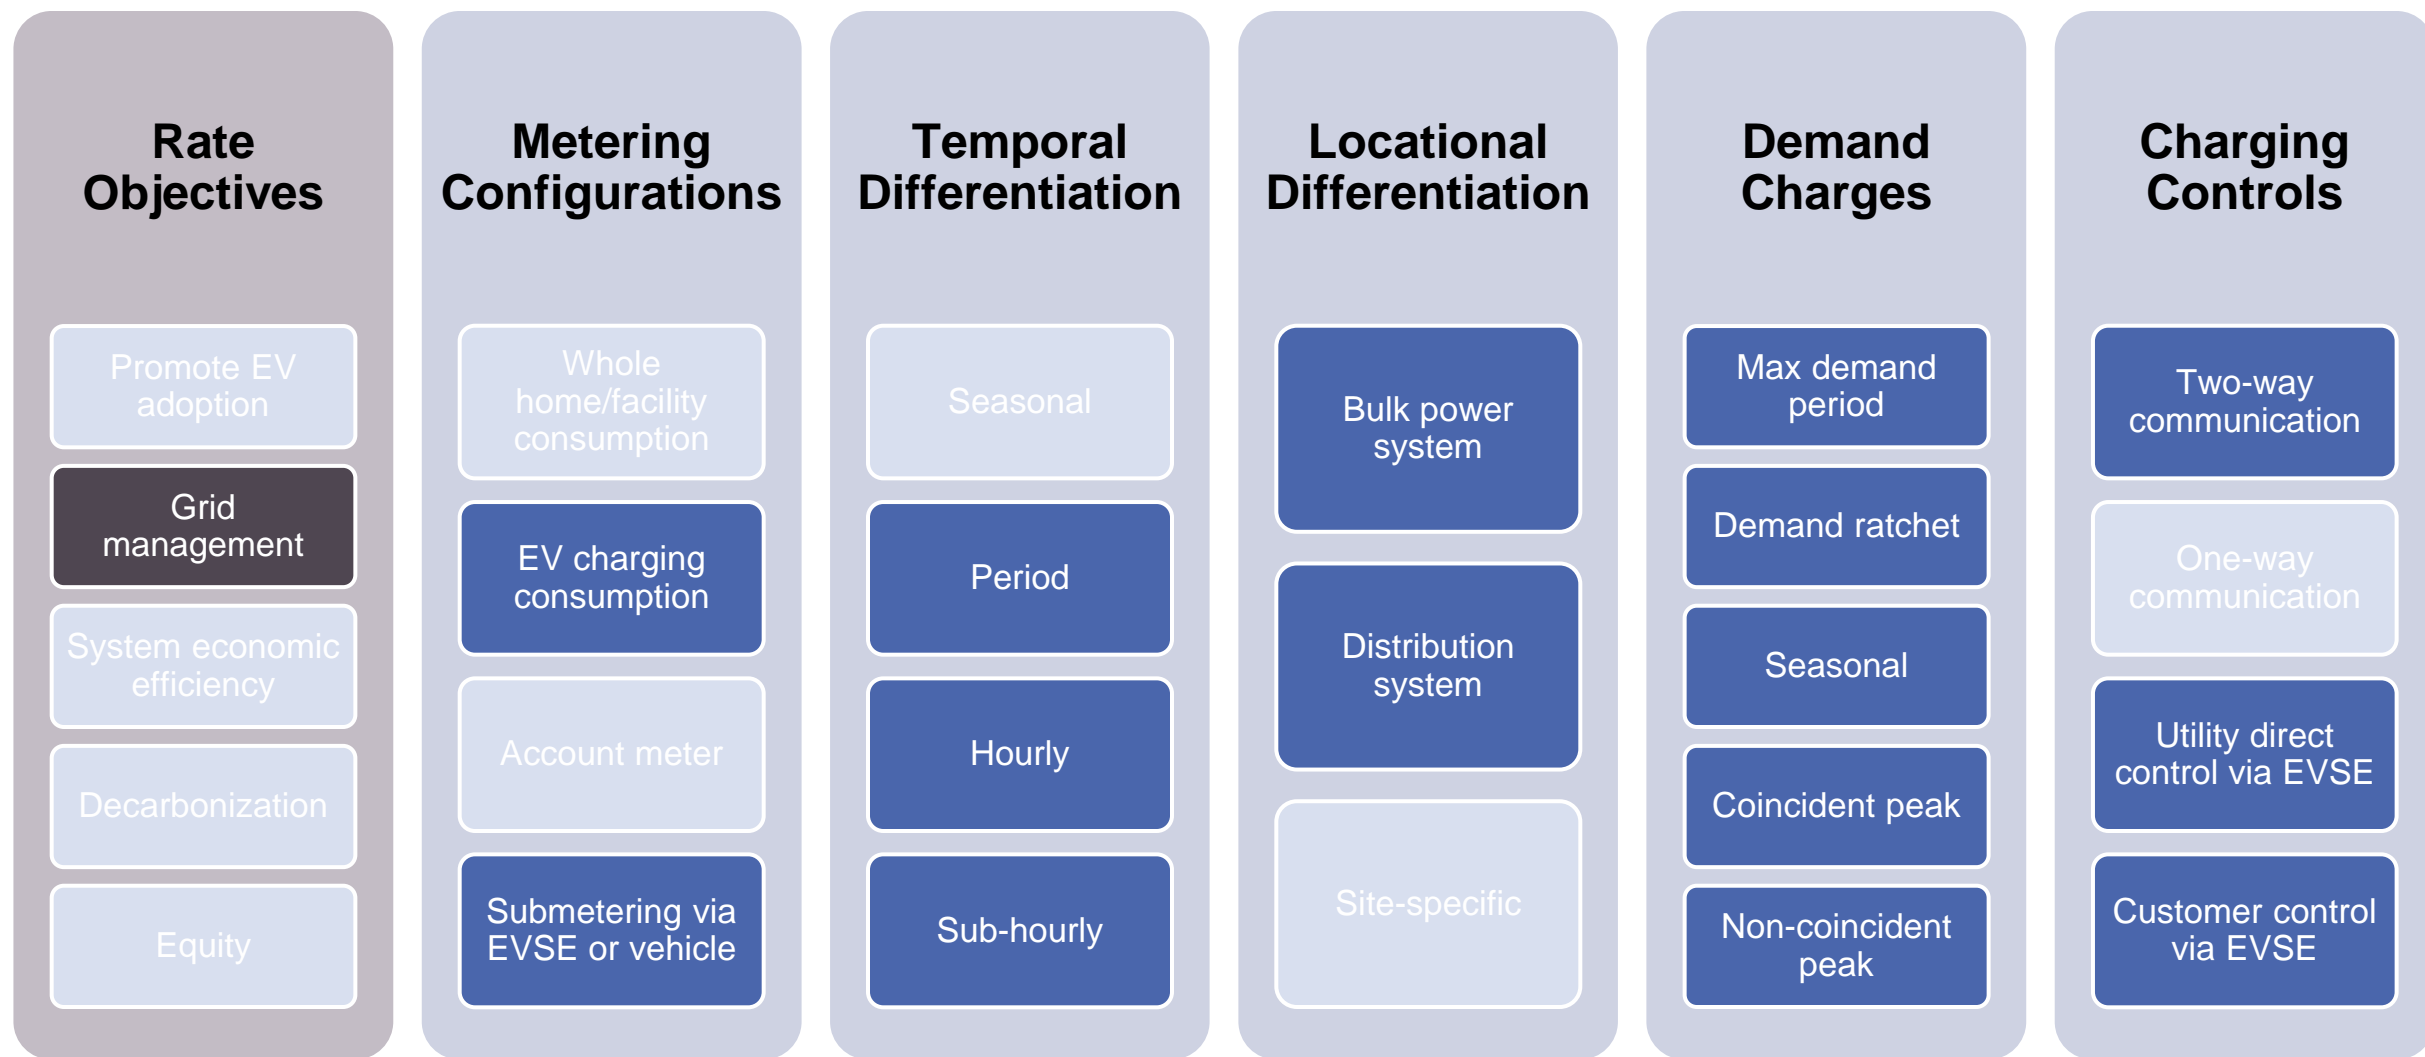 Rate
Objectives
Promote EV
adoption
Grid
management
System economic
efficiency
Decarbonization
Equity
Metering
Configurations
Whole
home/facility
consumption
EV charging
consumption
Account meter
Submetering via
EVSE or vehicle
Temporal
Differentiation
Seasonal
Period
Hourly
Sub-hourly
Locational
Differentiation
Bulk power
system
Distribution
system
Site-specific
Demand
Charges
Max demand
period
Demand ratchet
Seasonal
Coincident peak
Non-coincident
peak
Charging
Controls
Two-way
communication
One-way
communication
Utility direct
control via EVSE
Customer control
via EVSE